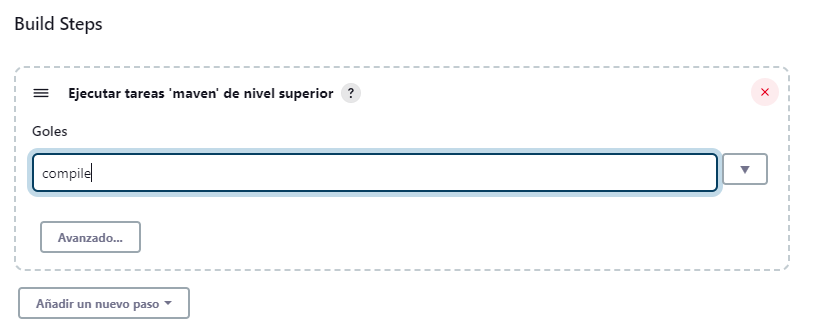 Build Steps
Ejecutar tareas 'maven' de nivel superior ?
Goles
compile
Avanzado...
Añadir un nuevo paso